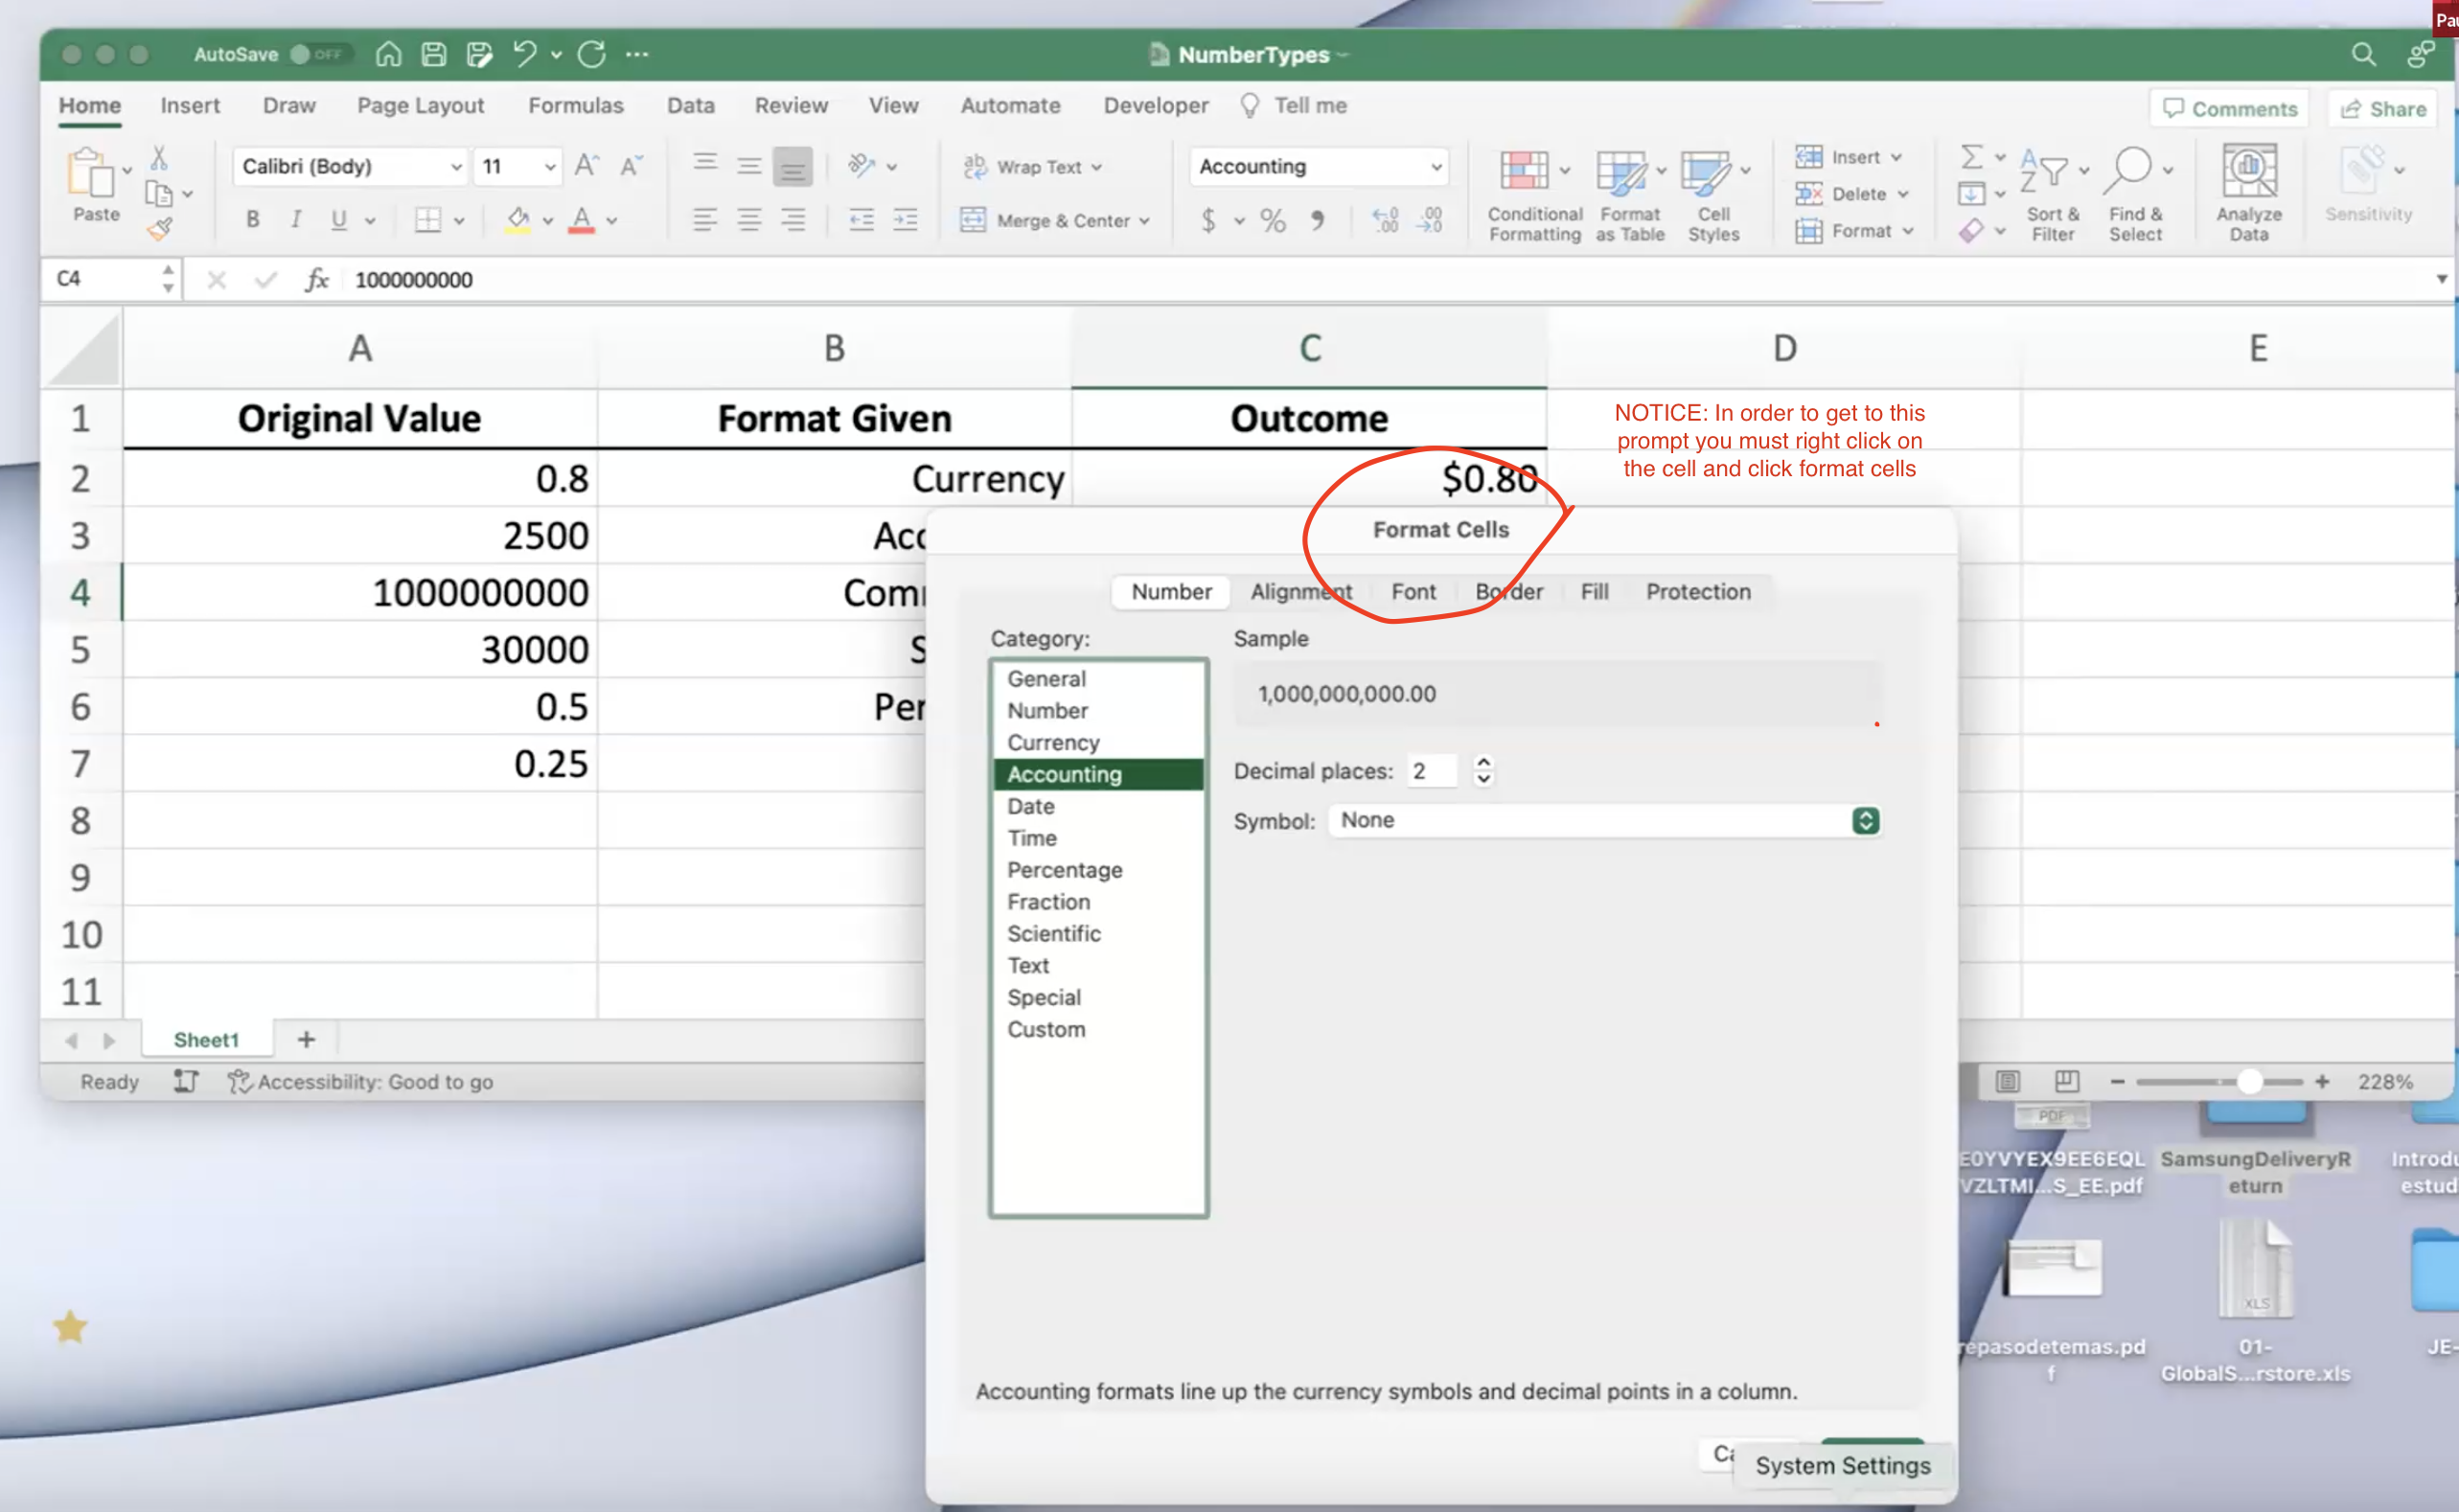 Pau
AutoSave OFF
NumberTypes
Home Insert Draw Page Layout Formulas Data Review View Automate Developer Tell me
Comments Share
Paste
Calibri (Body) 11
Wrap Text
Merge & Center
Accounting
Conditional Formatting
Format as Table
Cell Styles
Insert
Delete
Format
Sort & Filter
Find & Select
Analyze Data
Sensitivity
C4 fx 1000000000
A B C D E
1 Original Value Format Given Outcome
NOTICE: In order to get to this
prompt you must right click on
the cell and click format cells
2 0.8 Currency $0.80
3 2500 Acc
4 1000000000 Com
5 30000 S
6 0.5 Per
7 0.25
8
9
10
11
Format Cells
Number Alignment Font Border Fill Protection
Category:
General
Number
Currency
Accounting
Date
Time
Percentage
Fraction
Scientific
Text
Special
Custom
Sample
1,000,000,000.00
Decimal places: 2
Symbol: None
Accounting formats line up the currency symbols and decimal points in a column.
Ca
System Settings
Sheet1 +
Ready Accessibility: Good to go
228%
PDF
E0YVYEX9EE6EQL
VZLTMI...S_EE.pdf
SamsungDeliveryR
eturn
Introdu
estud
repasodetemas.pd
f
XLS
01-
GlobalS...rstore.xls
JE-